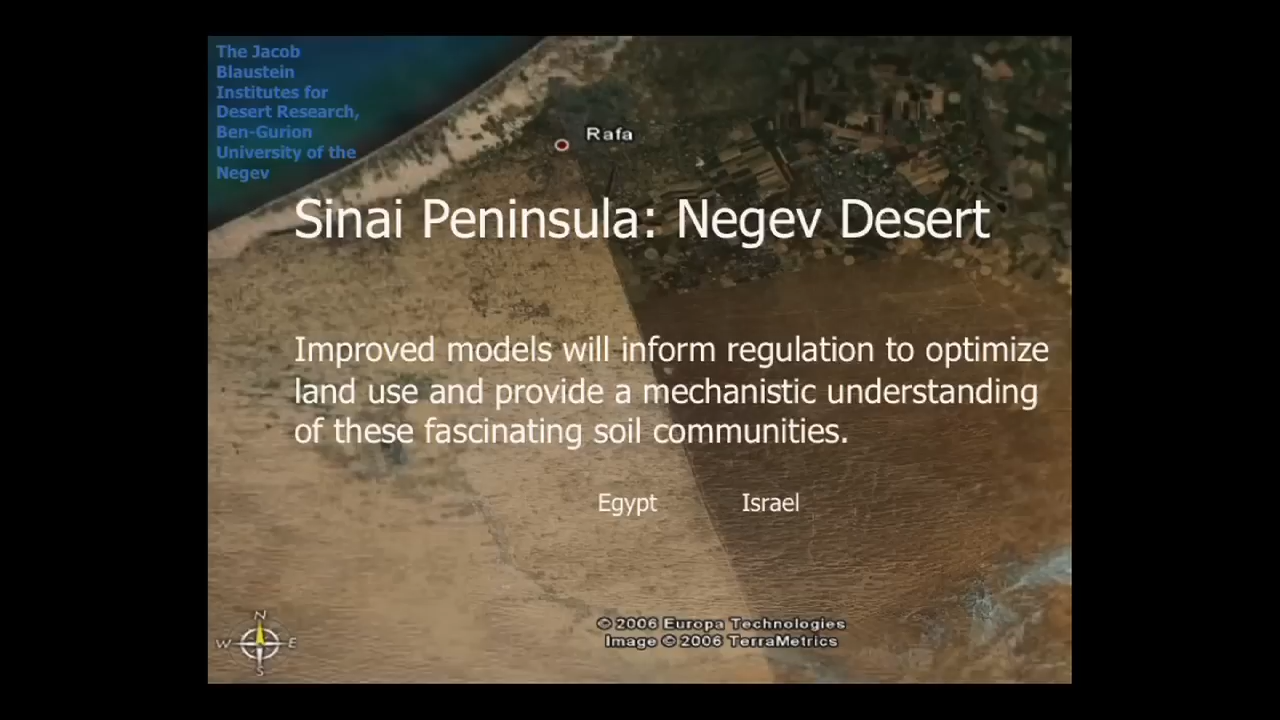 The Jacob
Blaustein
Institutes for
Desert Research,
Ben-Gurion
University of the
Negev
Rafa
Sinai Peninsula: Negev Desert
Improved models will inform regulation to optimize
land use and provide a mechanistic understanding
of these fascinating soil communities.
Egypt Israel
© 2006 Europa Technologies
Image © 2006 TerraMetrics
N
W E
S